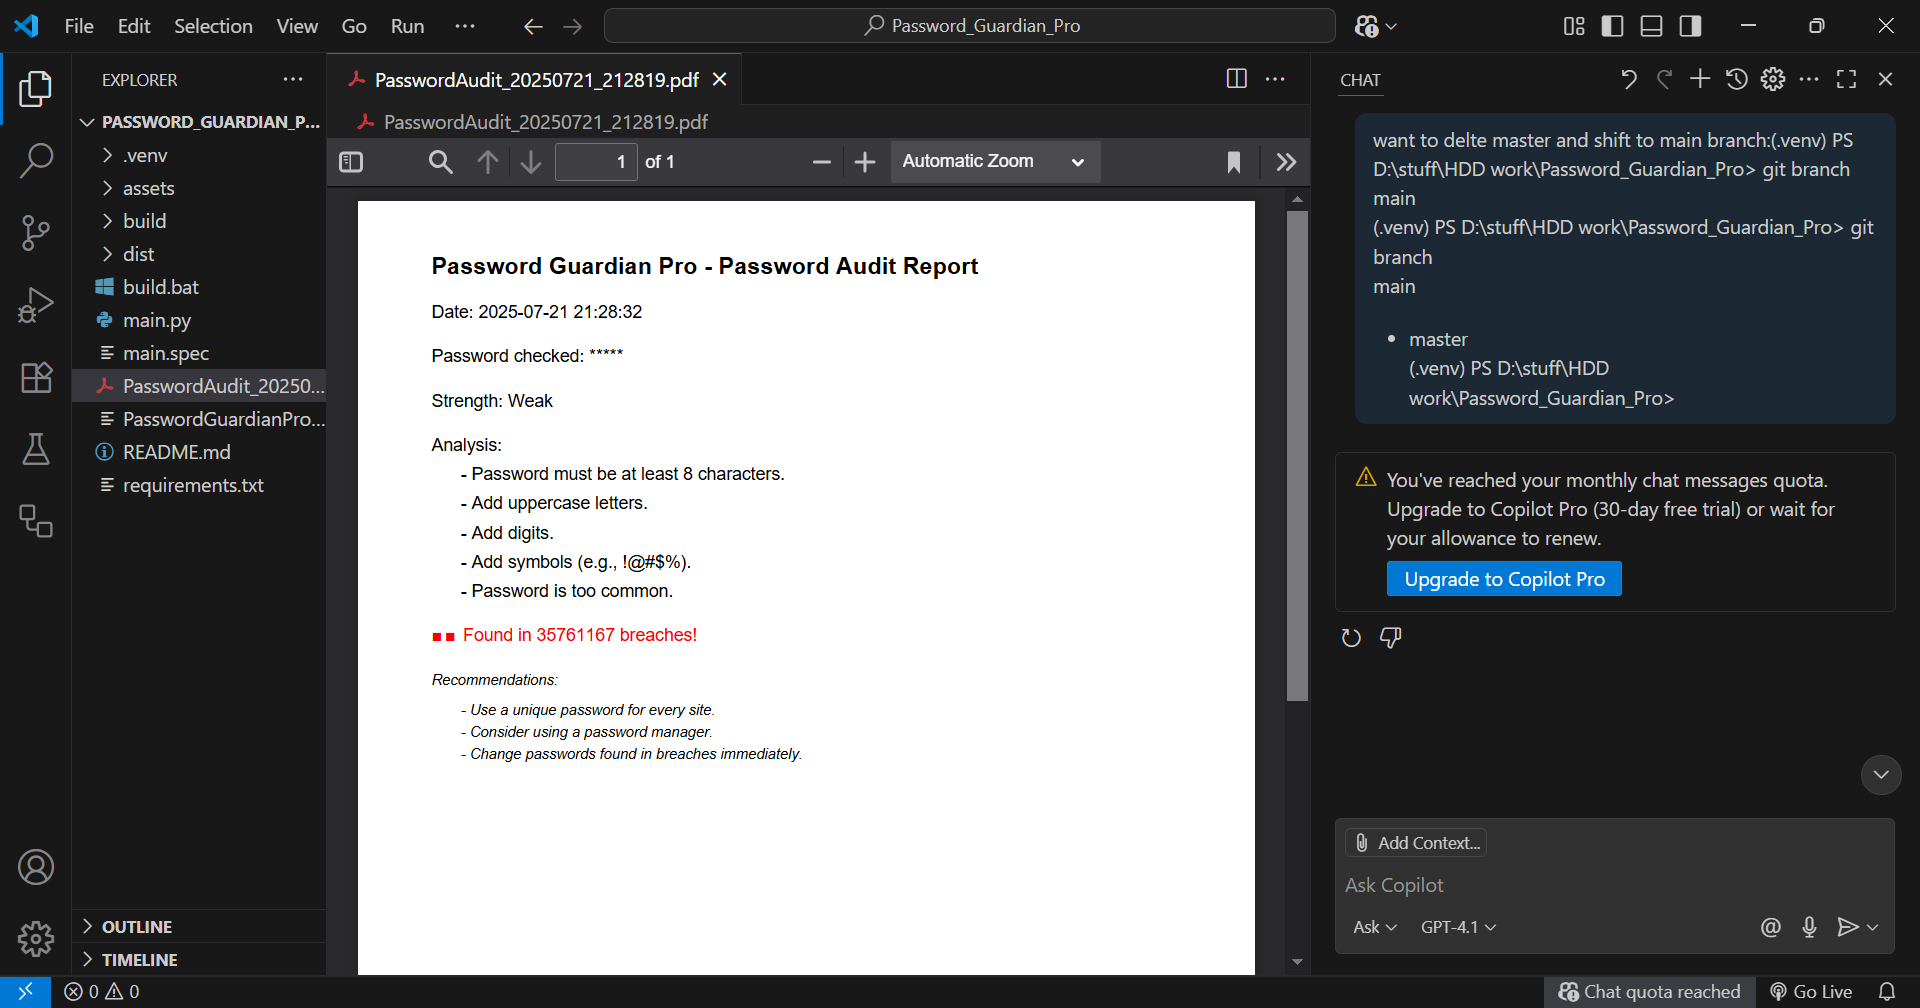 File Edit Selection View Go Run ···
Password_Guardian_Pro
EXPLORER
PASSWORD_GUARDIAN_P...
.venv
assets
build
dist
build.bat
main.py
main.spec
PasswordAudit_20250...
PasswordGuardianPro...
README.md
requirements.txt
OUTLINE
TIMELINE
PasswordAudit_20250721_212819.pdf
PasswordAudit_20250721_212819.pdf
1 of 1
Automatic Zoom
Password Guardian Pro - Password Audit Report
Date: 2025-07-21 21:28:32
Password checked: *****
Strength: Weak
Analysis:
- Password must be at least 8 characters.
- Add uppercase letters.
- Add digits.
- Add symbols (e.g., !@#$%).
- Password is too common.
■■ Found in 35761167 breaches!
Recommendations:
- Use a unique password for every site.
- Consider using a password manager.
- Change passwords found in breaches immediately.
CHAT
want to delte master and shift to main branch:(.venv) PS
D:\stuff\HDD work\Password_Guardian_Pro> git branch
main
(.venv) PS D:\stuff\HDD work\Password_Guardian_Pro> git
branch
main
• master
(.venv) PS D:\stuff\HDD
work\Password_Guardian_Pro>
You've reached your monthly chat messages quota.
Upgrade to Copilot Pro (30-day free trial) or wait for
your allowance to renew.
Upgrade to Copilot Pro
Add Context...
Ask Copilot
Ask GPT-4.1
0 0
Chat quota reached
Go Live